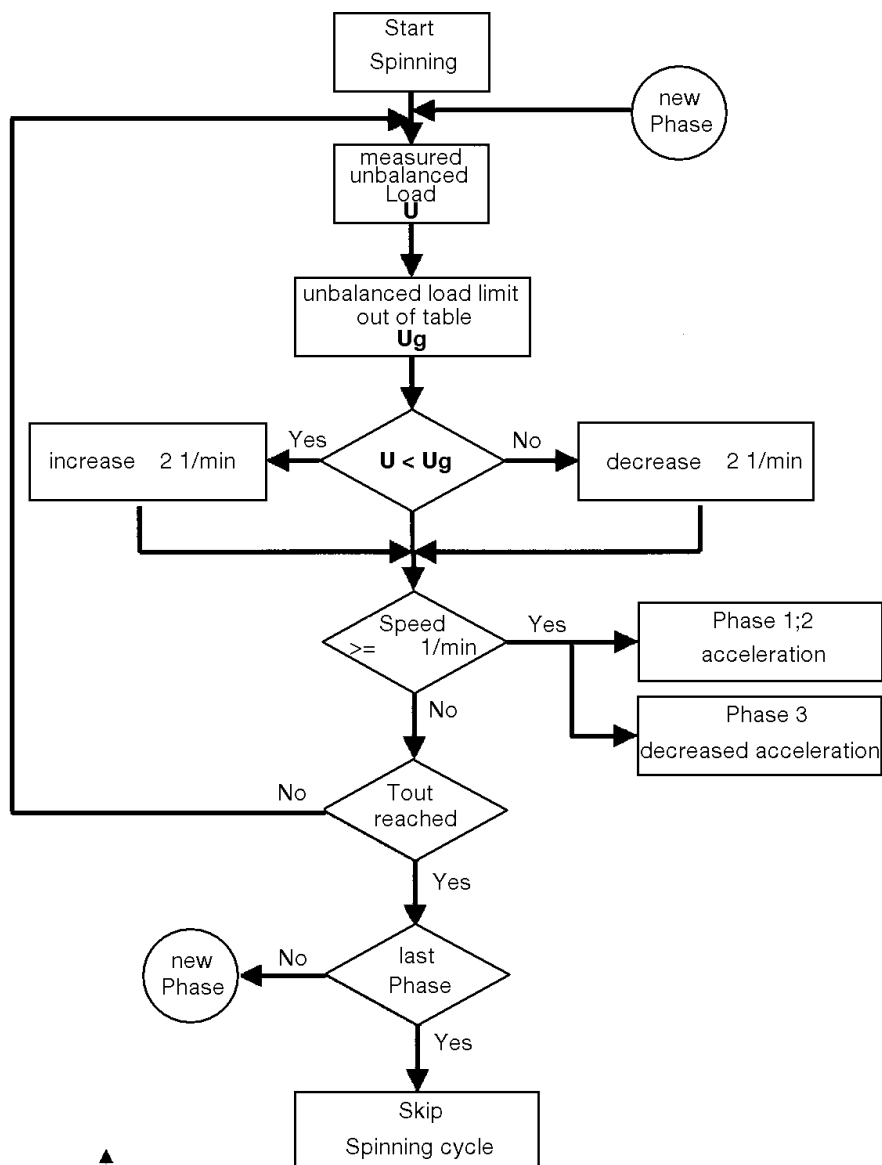 Start
Spinning
new
Phase
measured
unbalanced
Load
U
unbalanced load limit
out of table
Ug
Yes
No
increase 2 1/min
U < Ug
decrease 2 1/min
Speed
>= 1/min
Yes
Phase 1;2
acceleration
No
Phase 3
decreased acceleration
No
Tout
reached
Yes
new
Phase
No
last
Phase
Yes
Skip
Spinning cycle